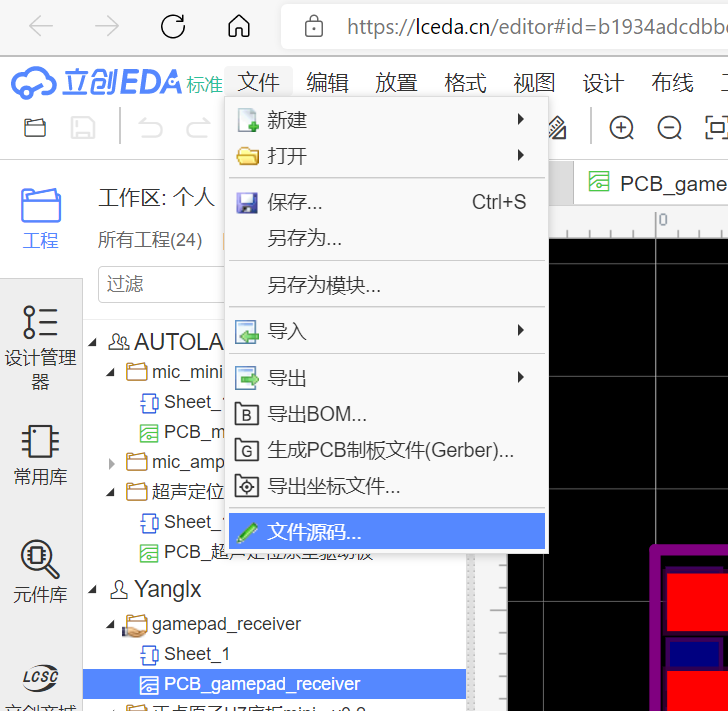 https://lceda.cn/editor#id=b1934adcdbb
立创EDA 标准
文件 编辑 放置 格式 视图 设计 布线
新建
打开
保存... Ctrl+S
另存为...
另存为模块...
导入
导出
导出BOM...
B
生成PCB制板文件(Gerber)...
G
导出坐标文件...
文件源码...
PCB_game
0
工程
设计管理
器
常用库
元件库
LCSC
立创商城
工作区: 个人
所有工程(24)
过滤
AUTOLA
mic_mini
Sheet_
PCB_m
mic_amp
超声定位
Sheet_
PCB_超声定位
Yanglx
gamepad_receiver
Sheet_1
PCB_gamepad_receiver